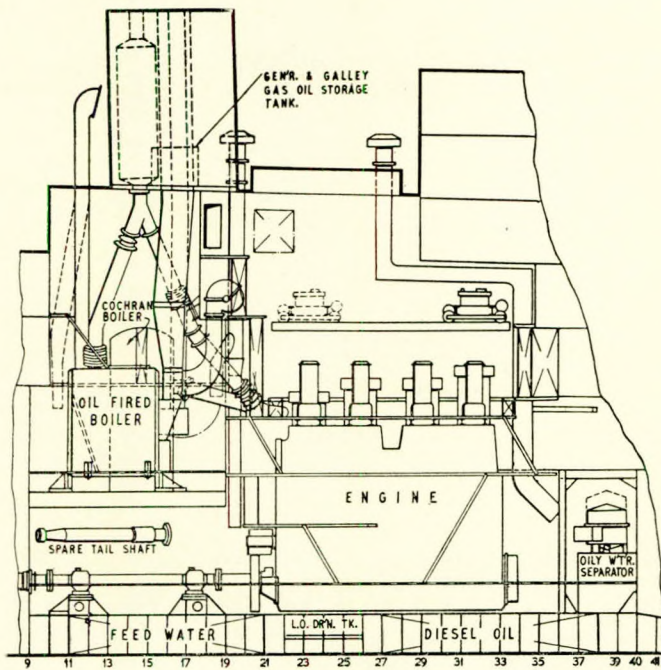 GEN'R. & GALLEY
GAS OIL STORAGE
TANK.
COCHRAN
BOILER
OIL FIRED
BOILER
ENGINE
SPARE TAIL SHAFT
OILY W'T'R.
SEPARATOR
FEED WATER
L.O. DR'N. TK.
DIESEL OIL
9 11 13 15 17 19 21 23 25 27 29 31 33 35 37 39 40